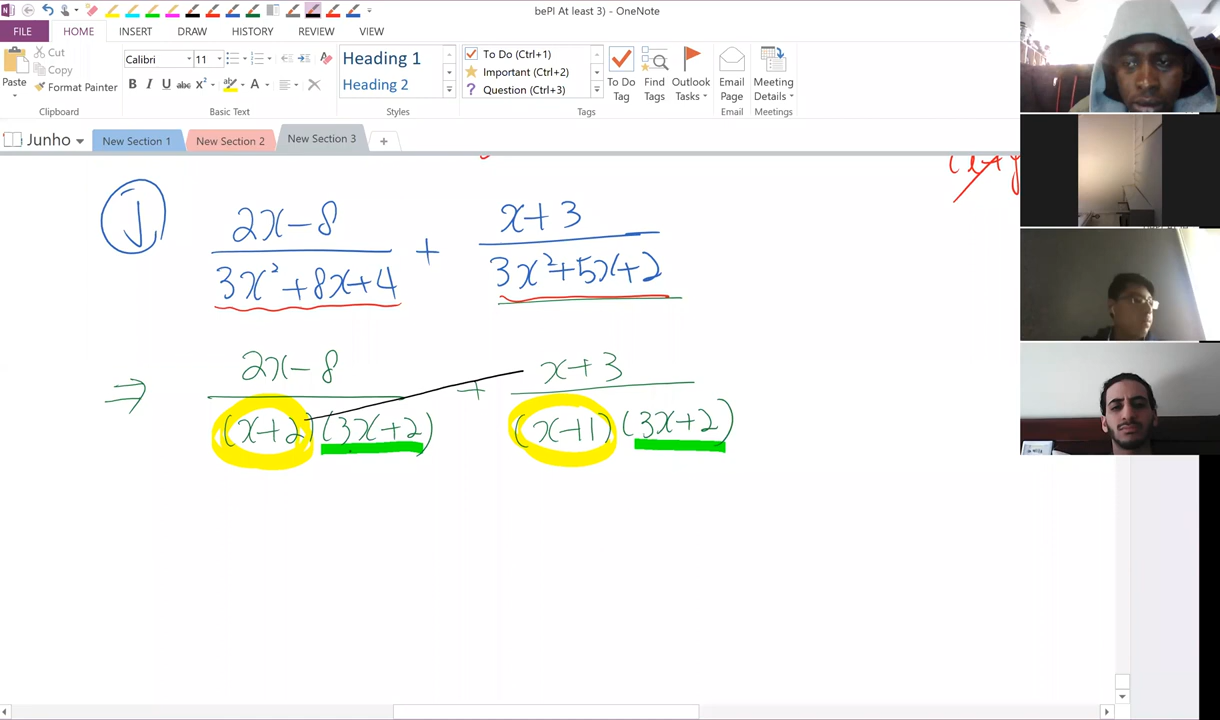 bePI At least 3) - OneNote
FILE HOME INSERT DRAW HISTORY REVIEW VIEW
Paste
Cut
Copy
Format Painter
Clipboard
Calibri 11
B I U abc X² A
Basic Text
Heading 1
Heading 2
Styles
To Do (Ctrl+1)
Important (Ctrl+2)
Question (Ctrl+3)
To Do Tag
Find Tags
Tags
Outlook Tasks
Email Page
Email
Meeting Details
Meetings
Junho New Section 1 New Section 2 New Section 3 +
J
2x-8 x+3
+
3x²+8x+4 3x²+5x+2
2x-8 x+3
⇒ +
(x+2)(3x+2) (x+1)(3x+2)